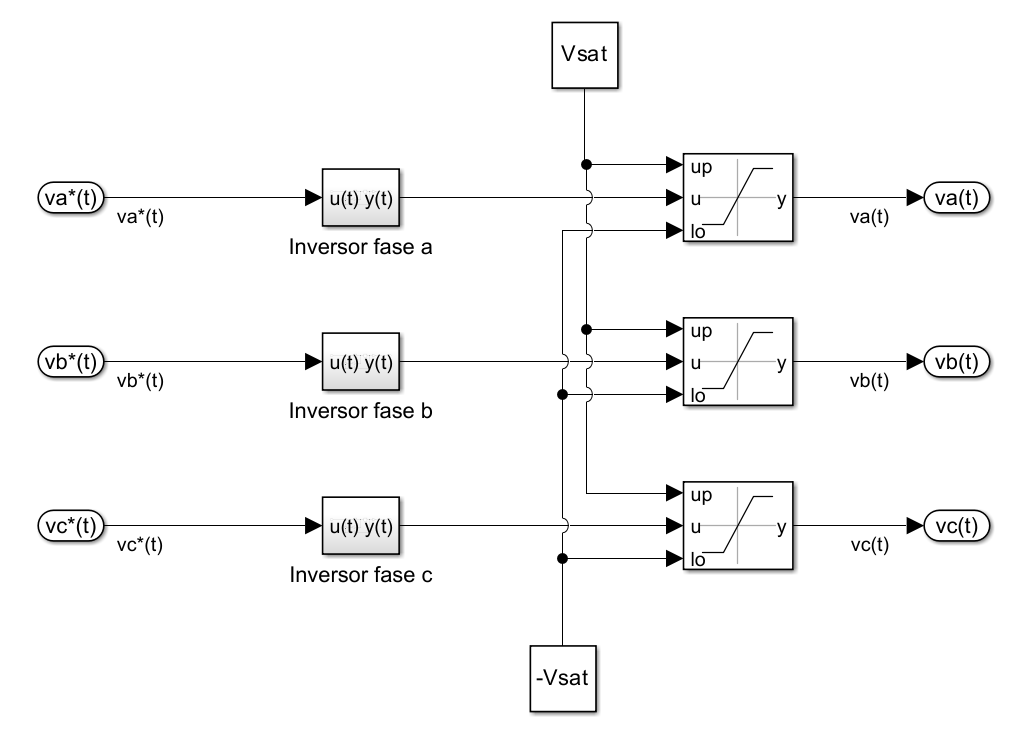 Vsat
va*(t)
va*(t)
u(t) y(t)
Inversor fase a
up
u
lo
y
va(t)
va(t)
vb*(t)
vb*(t)
u(t) y(t)
Inversor fase b
up
u
lo
y
vb(t)
vb(t)
vc*(t)
vc*(t)
u(t) y(t)
Inversor fase c
up
u
lo
y
vc(t)
vc(t)
-Vsat